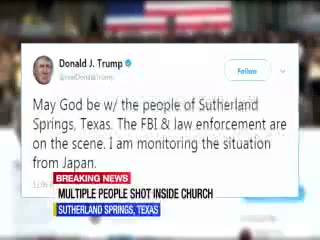 Donald J. Trump
@realDonaldTrump
Follow
May God be w/ the people of Sutherland
Springs, Texas. The FBI & law enforcement are
on the scene. I am monitoring the situation
from Japan.
BREAKING NEWS
MULTIPLE PEOPLE SHOT INSIDE CHURCH
SUTHERLAND SPRINGS, TEXAS